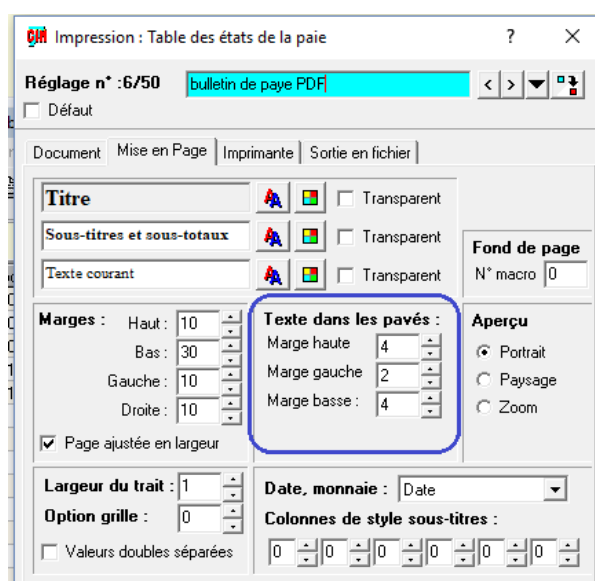 CIM Impression : Table des états de la paie ? ×
Réglage n° :6/50 bulletin de paye PDF < >
Défaut
Document Mise en Page Imprimante Sortie en fichier
Titre A Transparent
Sous-titres et sous-totaux A Transparent
Texte courant A Transparent
Fond de page
N° macro 0
Marges : Haut : 10
Bas : 30
Gauche : 10
Droite : 10
Page ajustée en largeur
Texte dans les pavés :
Marge haute 4
Marge gauche 2
Marge basse : 4
Aperçu
Portrait
Paysage
Zoom
Largeur du trait : 1
Option grille : 0
Valeurs doubles séparées
Date, monnaie : Date
Colonnes de style sous-titres :
0 0 0 0 0 0